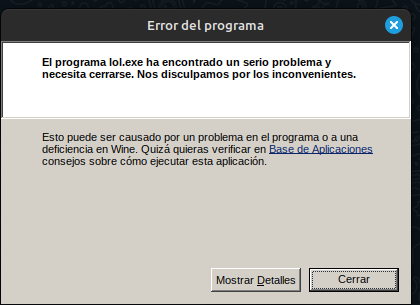 Error del programa
El programa lol.exe ha encontrado un serio problema y
necesita cerrarse. Nos disculpamos por los inconvenientes.
Esto puede ser causado por un problema en el programa o a una
deficiencia en Wine. Quizá quieras verificar en Base de Aplicaciones
consejos sobre cómo ejecutar esta aplicación.
Mostrar Detalles
Cerrar